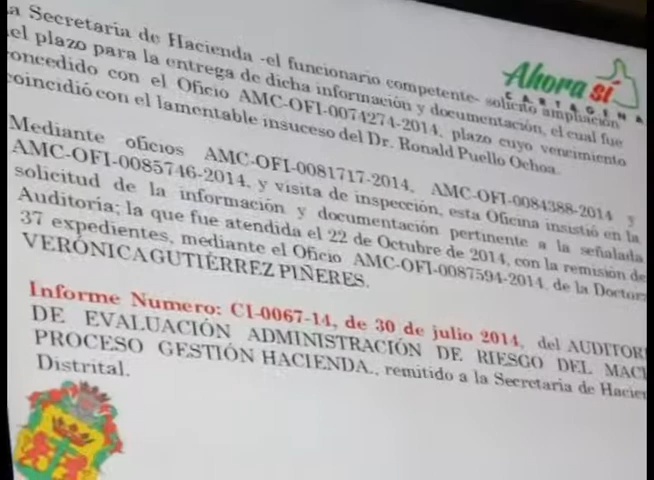 a Secretaria de Hacienda -el funcionario competente- solicitó ampliación
el plazo para la entrega de dicha información y documentación, el cual fue
oncedido con el Oficio AMC-OFI-0074274-2014, plazo cuyo vencimiento
coincidió con el lamentable insuceso del Dr. Ronald Puello Ochoa.
Ahora sí
CARTAGENA
Mediante oficios AMC-OFI-0081717-2014, AMC-OFI-0084388-2014 y
AMC-OFI-0085746-2014, y visita de inspección, esta Oficina insistió en la
solicitud de la información y documentación pertinente a la señalada
Auditoria; la que fue atendida el 22 de Octubre de 2014, con la remisión de
37 expedientes, mediante el Oficio AMC-OFI-0087594-2014, de la Doctor
VERÓNICA GUTIÉRREZ PIÑERES.
Informe Numero: CI-0067-14, de 30 de julio 2014, del AUDITOR
DE EVALUACIÓN ADMINISTRACIÓN DE RIESGO DEL MAC
PROCESO GESTIÓN HACIENDA., remitido a la Secretaria de Hacie
Distrital.